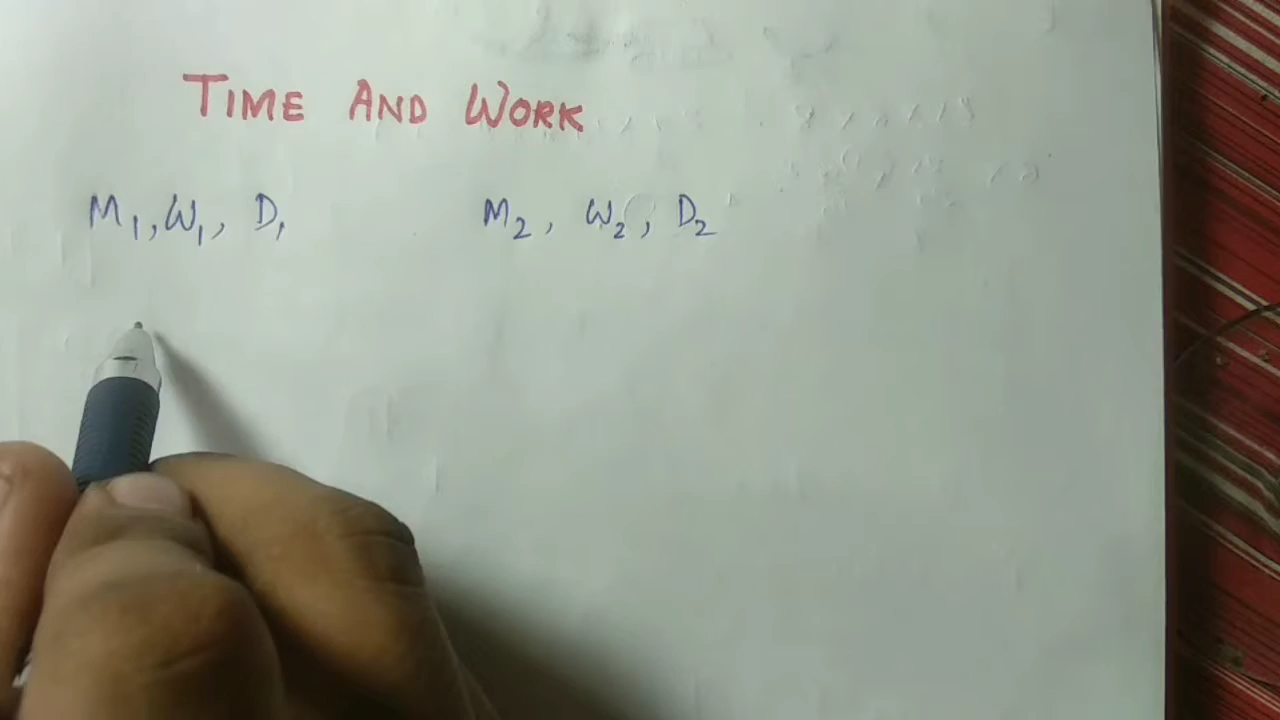 TIME AND WORK
M₁, W₁, D₁ M₂, W₂, D₂